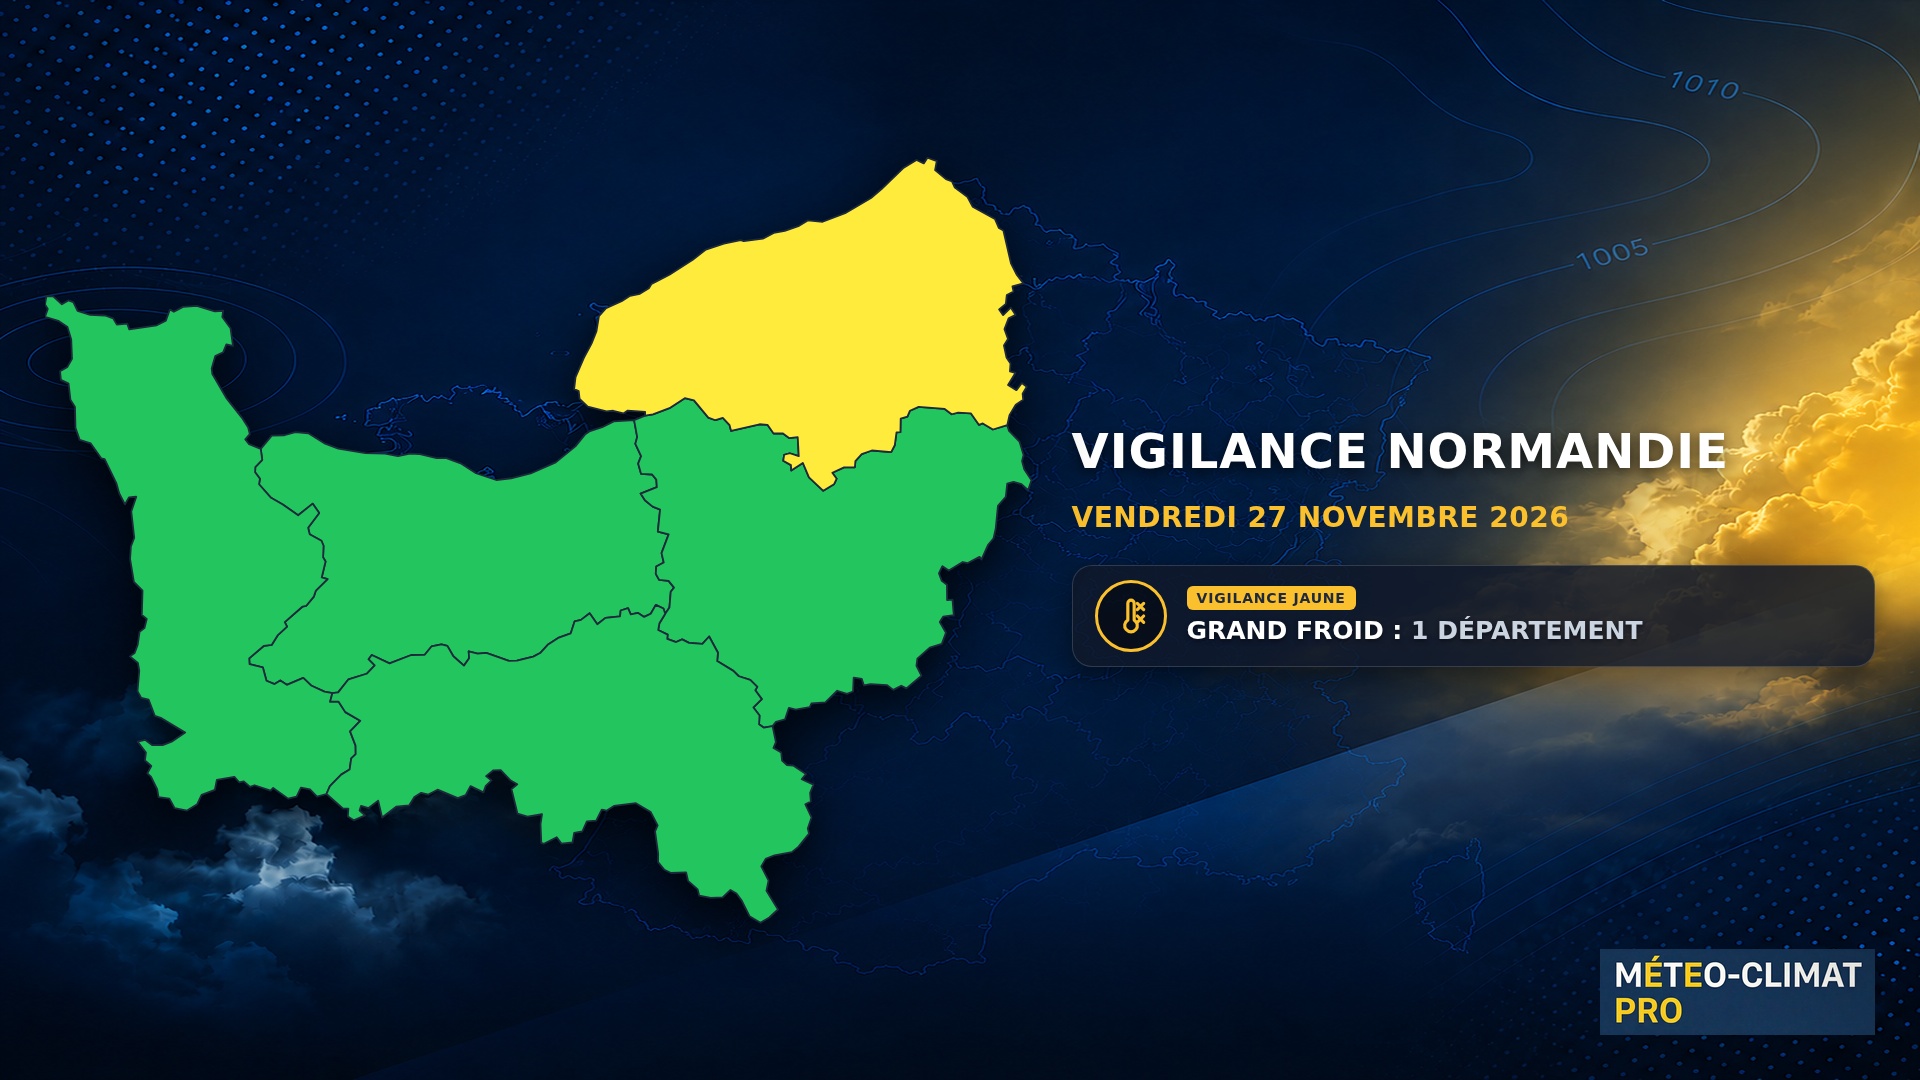 1010
1005
VIGILANCE NORMANDIE
VENDREDI 27 NOVEMBRE 2026
VIGILANCE JAUNE
GRAND FROID : 1 DÉPARTEMENT
MÉTEO-CLIMAT
PRO